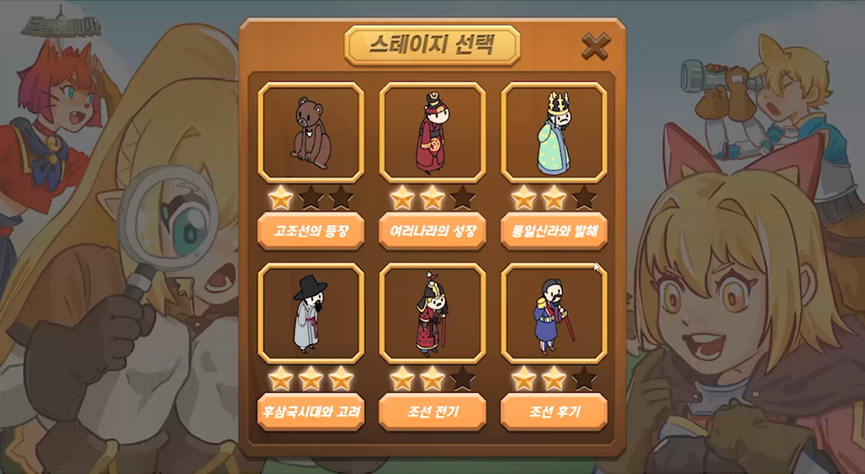 스테이지 선택
고조선의 등장
여러나라의 성장
통일신라와 발해
후삼국시대와 고려
조선 전기
조선 후기